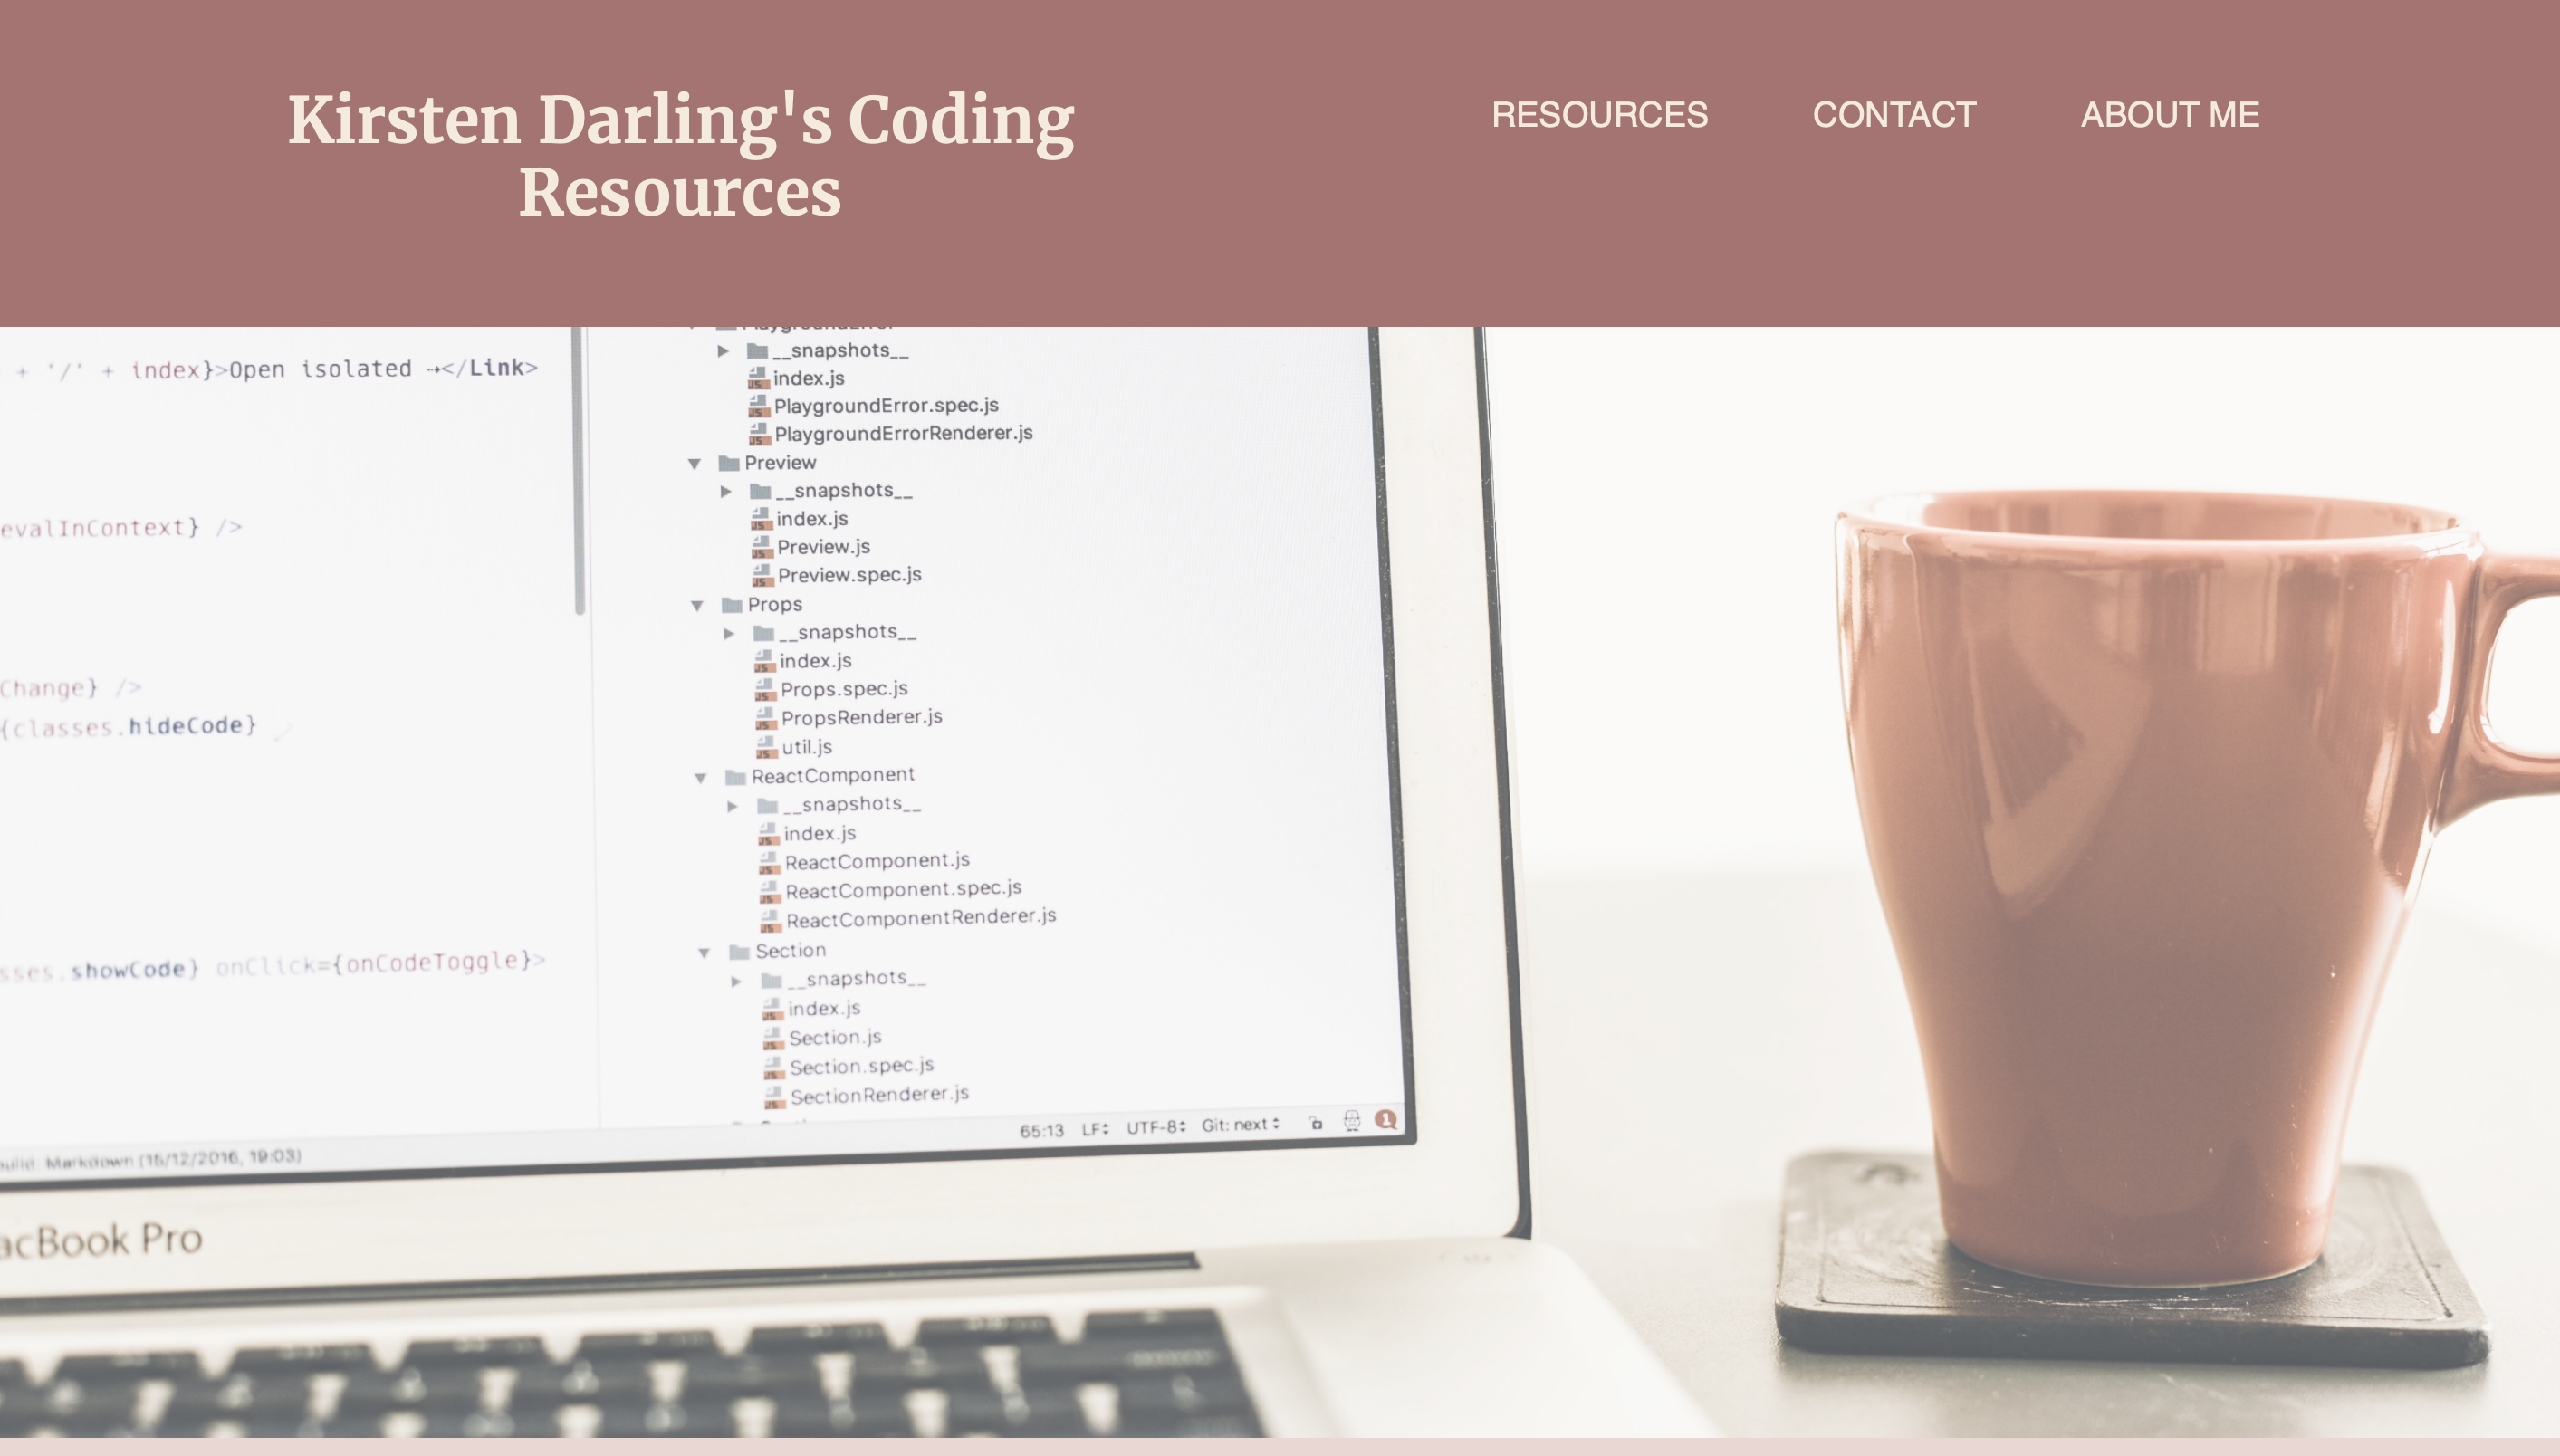 Kirsten Darling's Coding
Resources
RESOURCES CONTACT ABOUT ME
+ '/' + index}>Open isolated ⇢</Link>
evalInContext} />
Change} />
{classes.hideCode}
sses.showCode} onClick={onCodeToggle}>
__snapshots__
index.js
PlaygroundError.spec.js
PlaygroundErrorRenderer.js
Preview
__snapshots__
index.js
Preview.js
Preview.spec.js
Props
__snapshots__
index.js
Props.spec.js
PropsRenderer.js
util.js
ReactComponent
__snapshots__
index.js
ReactComponent.js
ReactComponent.spec.js
ReactComponentRenderer.js
Section
__snapshots__
index.js
Section.js
Section.spec.js
SectionRenderer.js
Markdown (15/12/2016, 19:03)
65:13 LF UTF-8 Git: next 1
acBook Pro